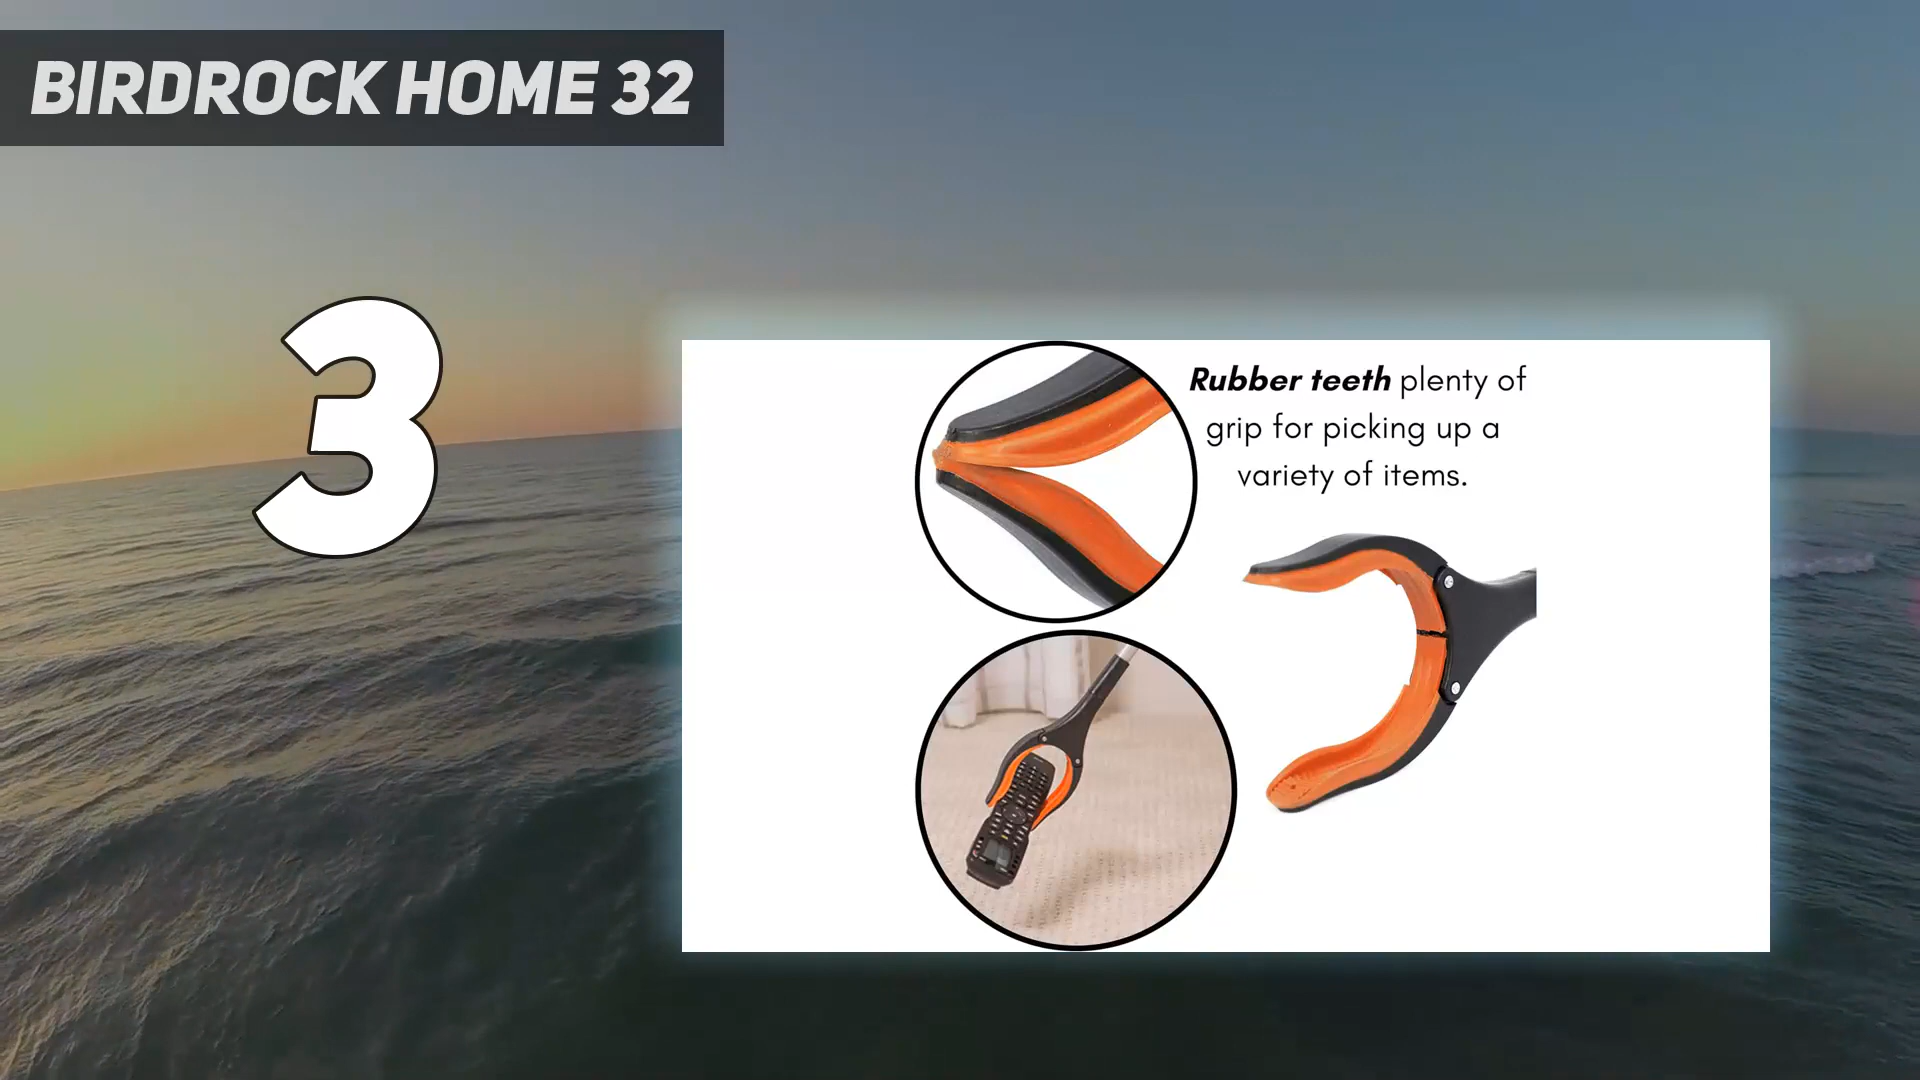 BIRDROCK HOME 32
3
Rubber teeth plenty of
grip for picking up a
variety of items.